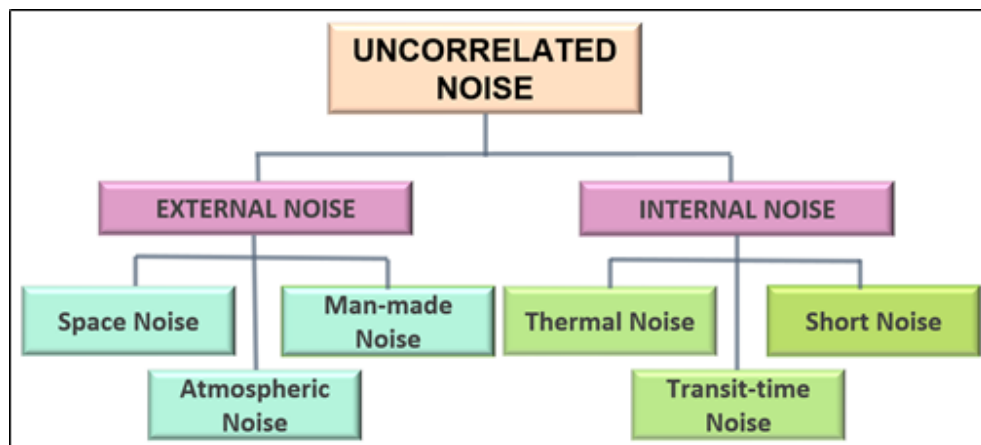 UNCORRELATED
NOISE
EXTERNAL NOISE
INTERNAL NOISE
Space Noise
Man-made
Noise
Thermal Noise
Short Noise
Atmospheric
Noise
Transit-time
Noise